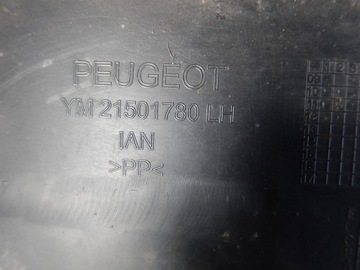 PEUGEOT
YM 21501780 LH
IAN
>PP<